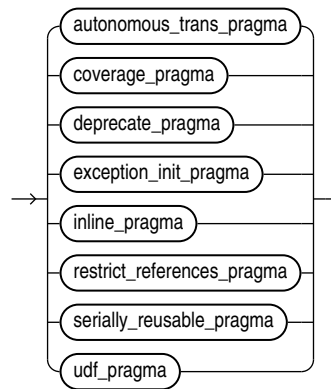 autonomous_trans_pragma
coverage_pragma
deprecate_pragma
exception_init_pragma
inline_pragma
restrict_references_pragma
serially_reusable_pragma
udf_pragma